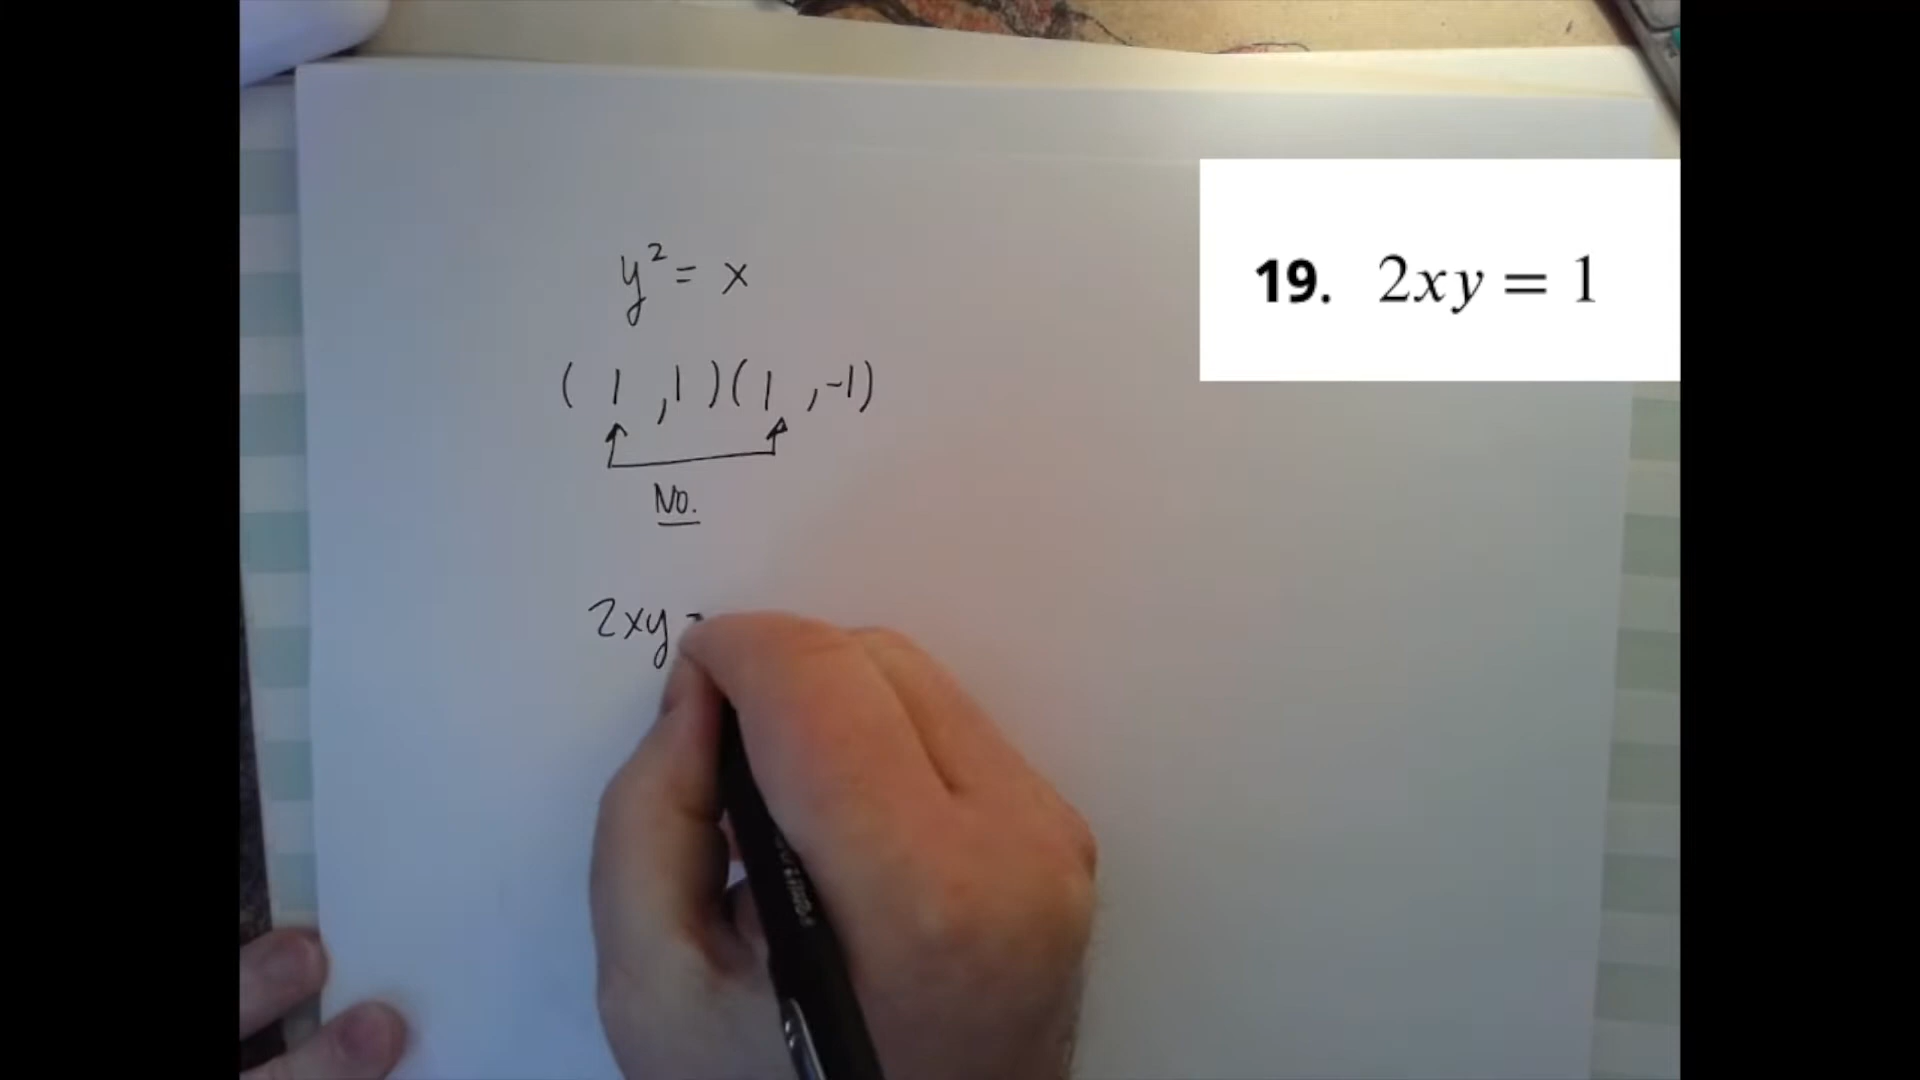 y² = x
(1,1)(1,-1)
No.
2xy =
19. 2xy = 1